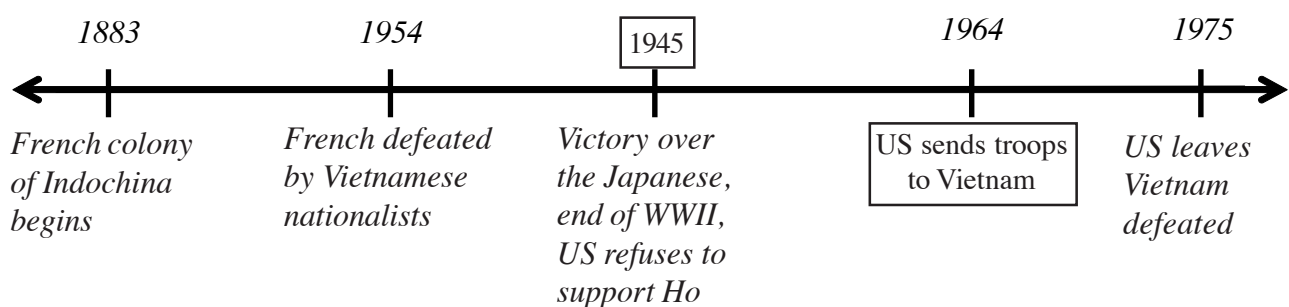 1883
1954
1945
1964
1975
French colony
of Indochina
begins
French defeated
by Vietnamese
nationalists
Victory over
the Japanese,
end of WWII,
US refuses to
support Ho
US sends troops
to Vietnam
US leaves
Vietnam
defeated